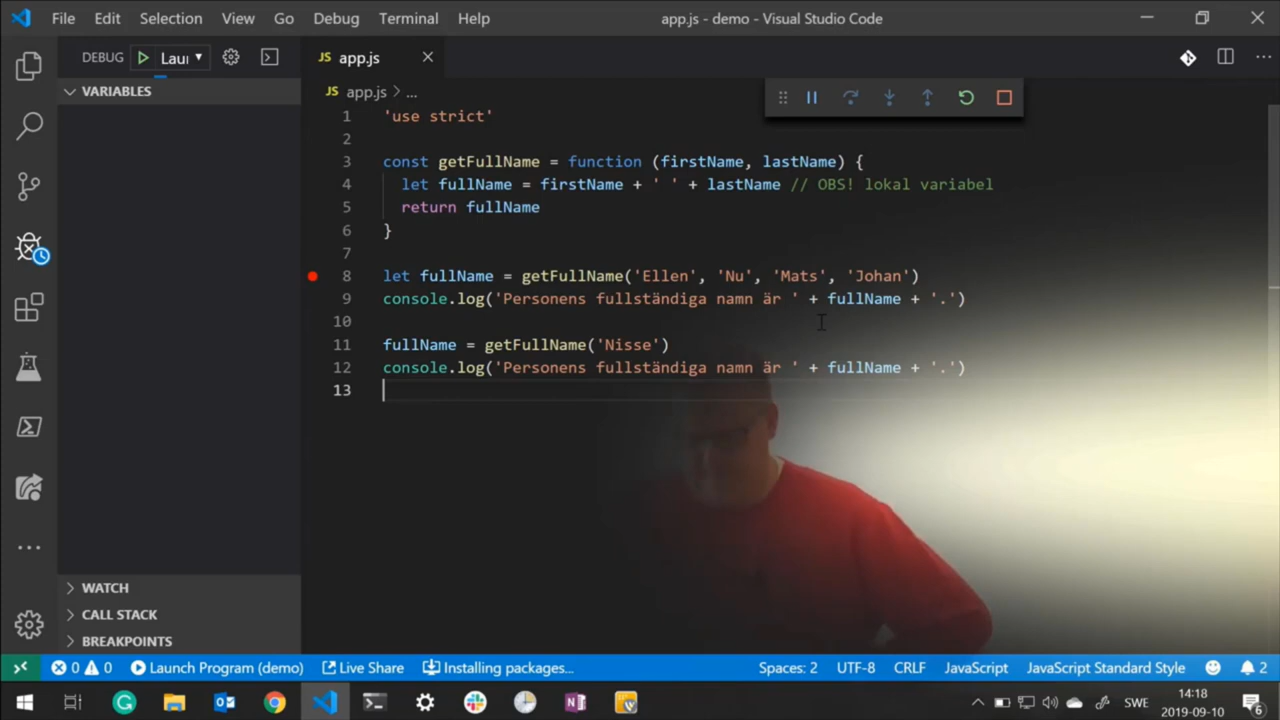 File Edit Selection View Go Debug Terminal Help app.js - demo - Visual Studio Code
DEBUG Lau
JS app.js
VARIABLES
JS app.js > ...
1 'use strict'
2
3 const getFullName = function (firstName, lastName) {
4 let fullName = firstName + ' ' + lastName // OBS! lokal variabel
5 return fullName
6 }
7
8 let fullName = getFullName('Ellen', 'Nu', 'Mats', 'Johan')
9 console.log('Personens fullständiga namn är ' + fullName + '.')
10
11 fullName = getFullName('Nisse')
12 console.log('Personens fullständiga namn är ' + fullName + '.')
13
WATCH
CALL STACK
BREAKPOINTS
0 0 Launch Program (demo) Live Share Installing packages... Spaces: 2 UTF-8 CRLF JavaScript JavaScript Standard Style 2
SWE 14:18
2019-09-10 6